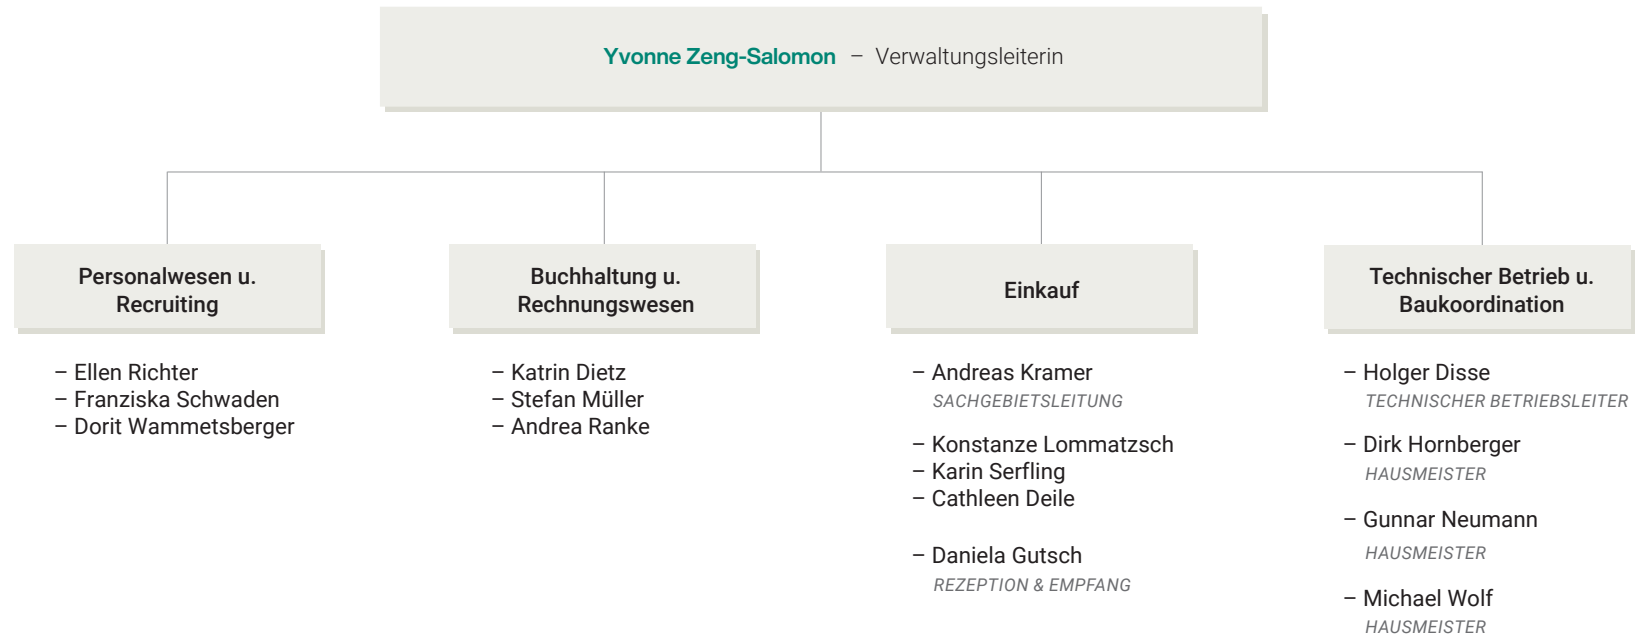 Yvonne Zeng-Salomon – Verwaltungsleiterin
Personalwesen u.
Recruiting
– Ellen Richter
– Franziska Schwaden
– Dorit Wammetsberger
Buchhaltung u.
Rechnungswesen
– Katrin Dietz
– Stefan Müller
– Andrea Ranke
Einkauf
– Andreas Kramer
SACHGEBIETSLEITUNG
– Konstanze Lommatzsch
– Karin Serfling
– Cathleen Deile
– Daniela Gutsch
REZEPTION & EMPFANG
Technischer Betrieb u.
Baukoordination
– Holger Disse
TECHNISCHER BETRIEBSLEITER
– Dirk Hornberger
HAUSMEISTER
– Gunnar Neumann
HAUSMEISTER
– Michael Wolf
HAUSMEISTER